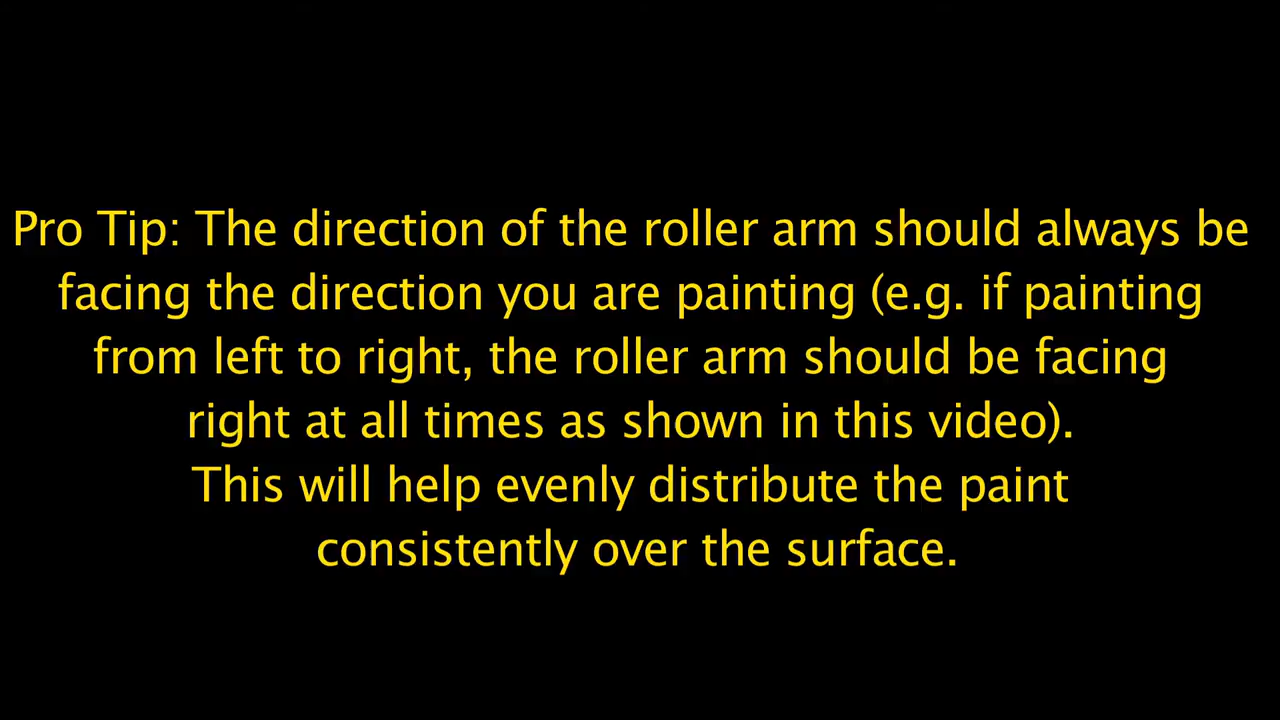 Pro Tip: The direction of the roller arm should always be
facing the direction you are painting (e.g. if painting
from left to right, the roller arm should be facing
right at all times as shown in this video).
This will help evenly distribute the paint
consistently over the surface.